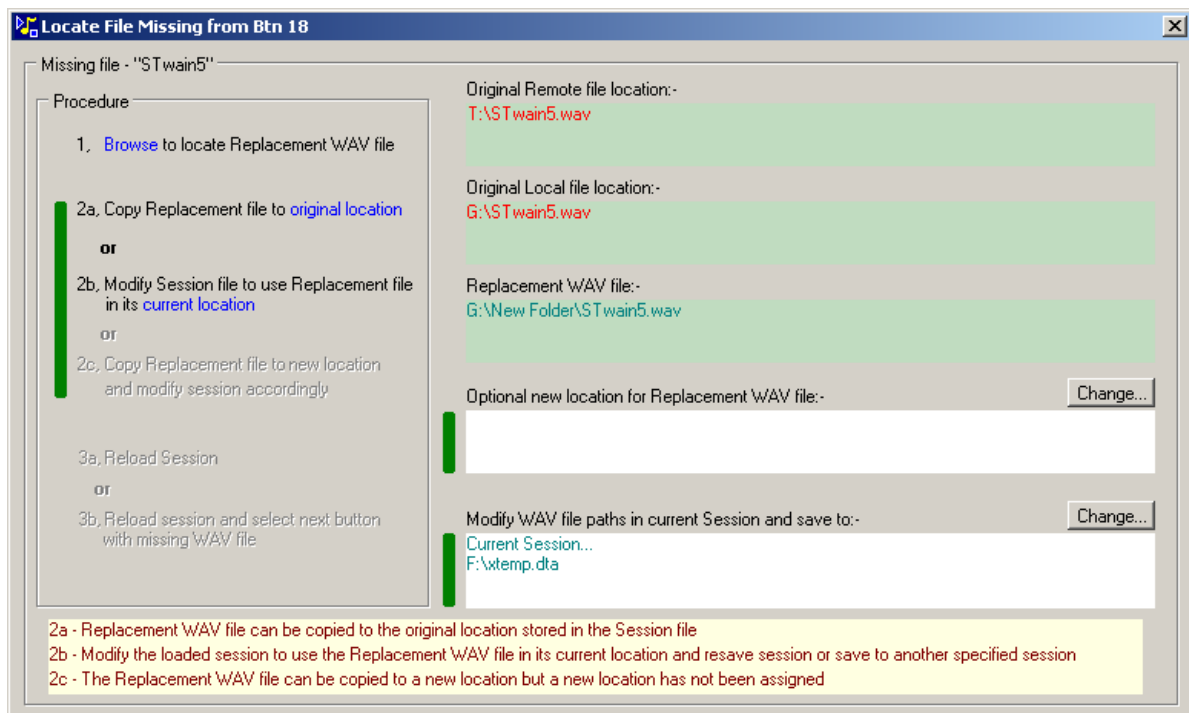 Locate File Missing from Btn 18
Missing file - "STwain5"
Procedure
1, Browse to locate Replacement WAV file
2a, Copy Replacement file to original location
or
2b, Modify Session file to use Replacement file
in its current location
or
2c, Copy Replacement file to new location
and modify session accordingly
3a, Reload Session
or
3b, Reload session and select next button
with missing WAV file
Original Remote file location:-
T:\STwain5.wav
Original Local file location:-
G:\STwain5.wav
Replacement WAV file:-
G:\New Folder\STwain5.wav
Optional new location for Replacement WAV file:-
Change...
Modify WAV file paths in current Session and save to:-
Change...
Current Session...
F:\xtemp.dta
2a - Replacement WAV file can be copied to the original location stored in the Session file
2b - Modify the loaded session to use the Replacement WAV file in its current location and resave session or save to another specified session
2c - The Replacement WAV file can be copied to a new location but a new location has not been assigned